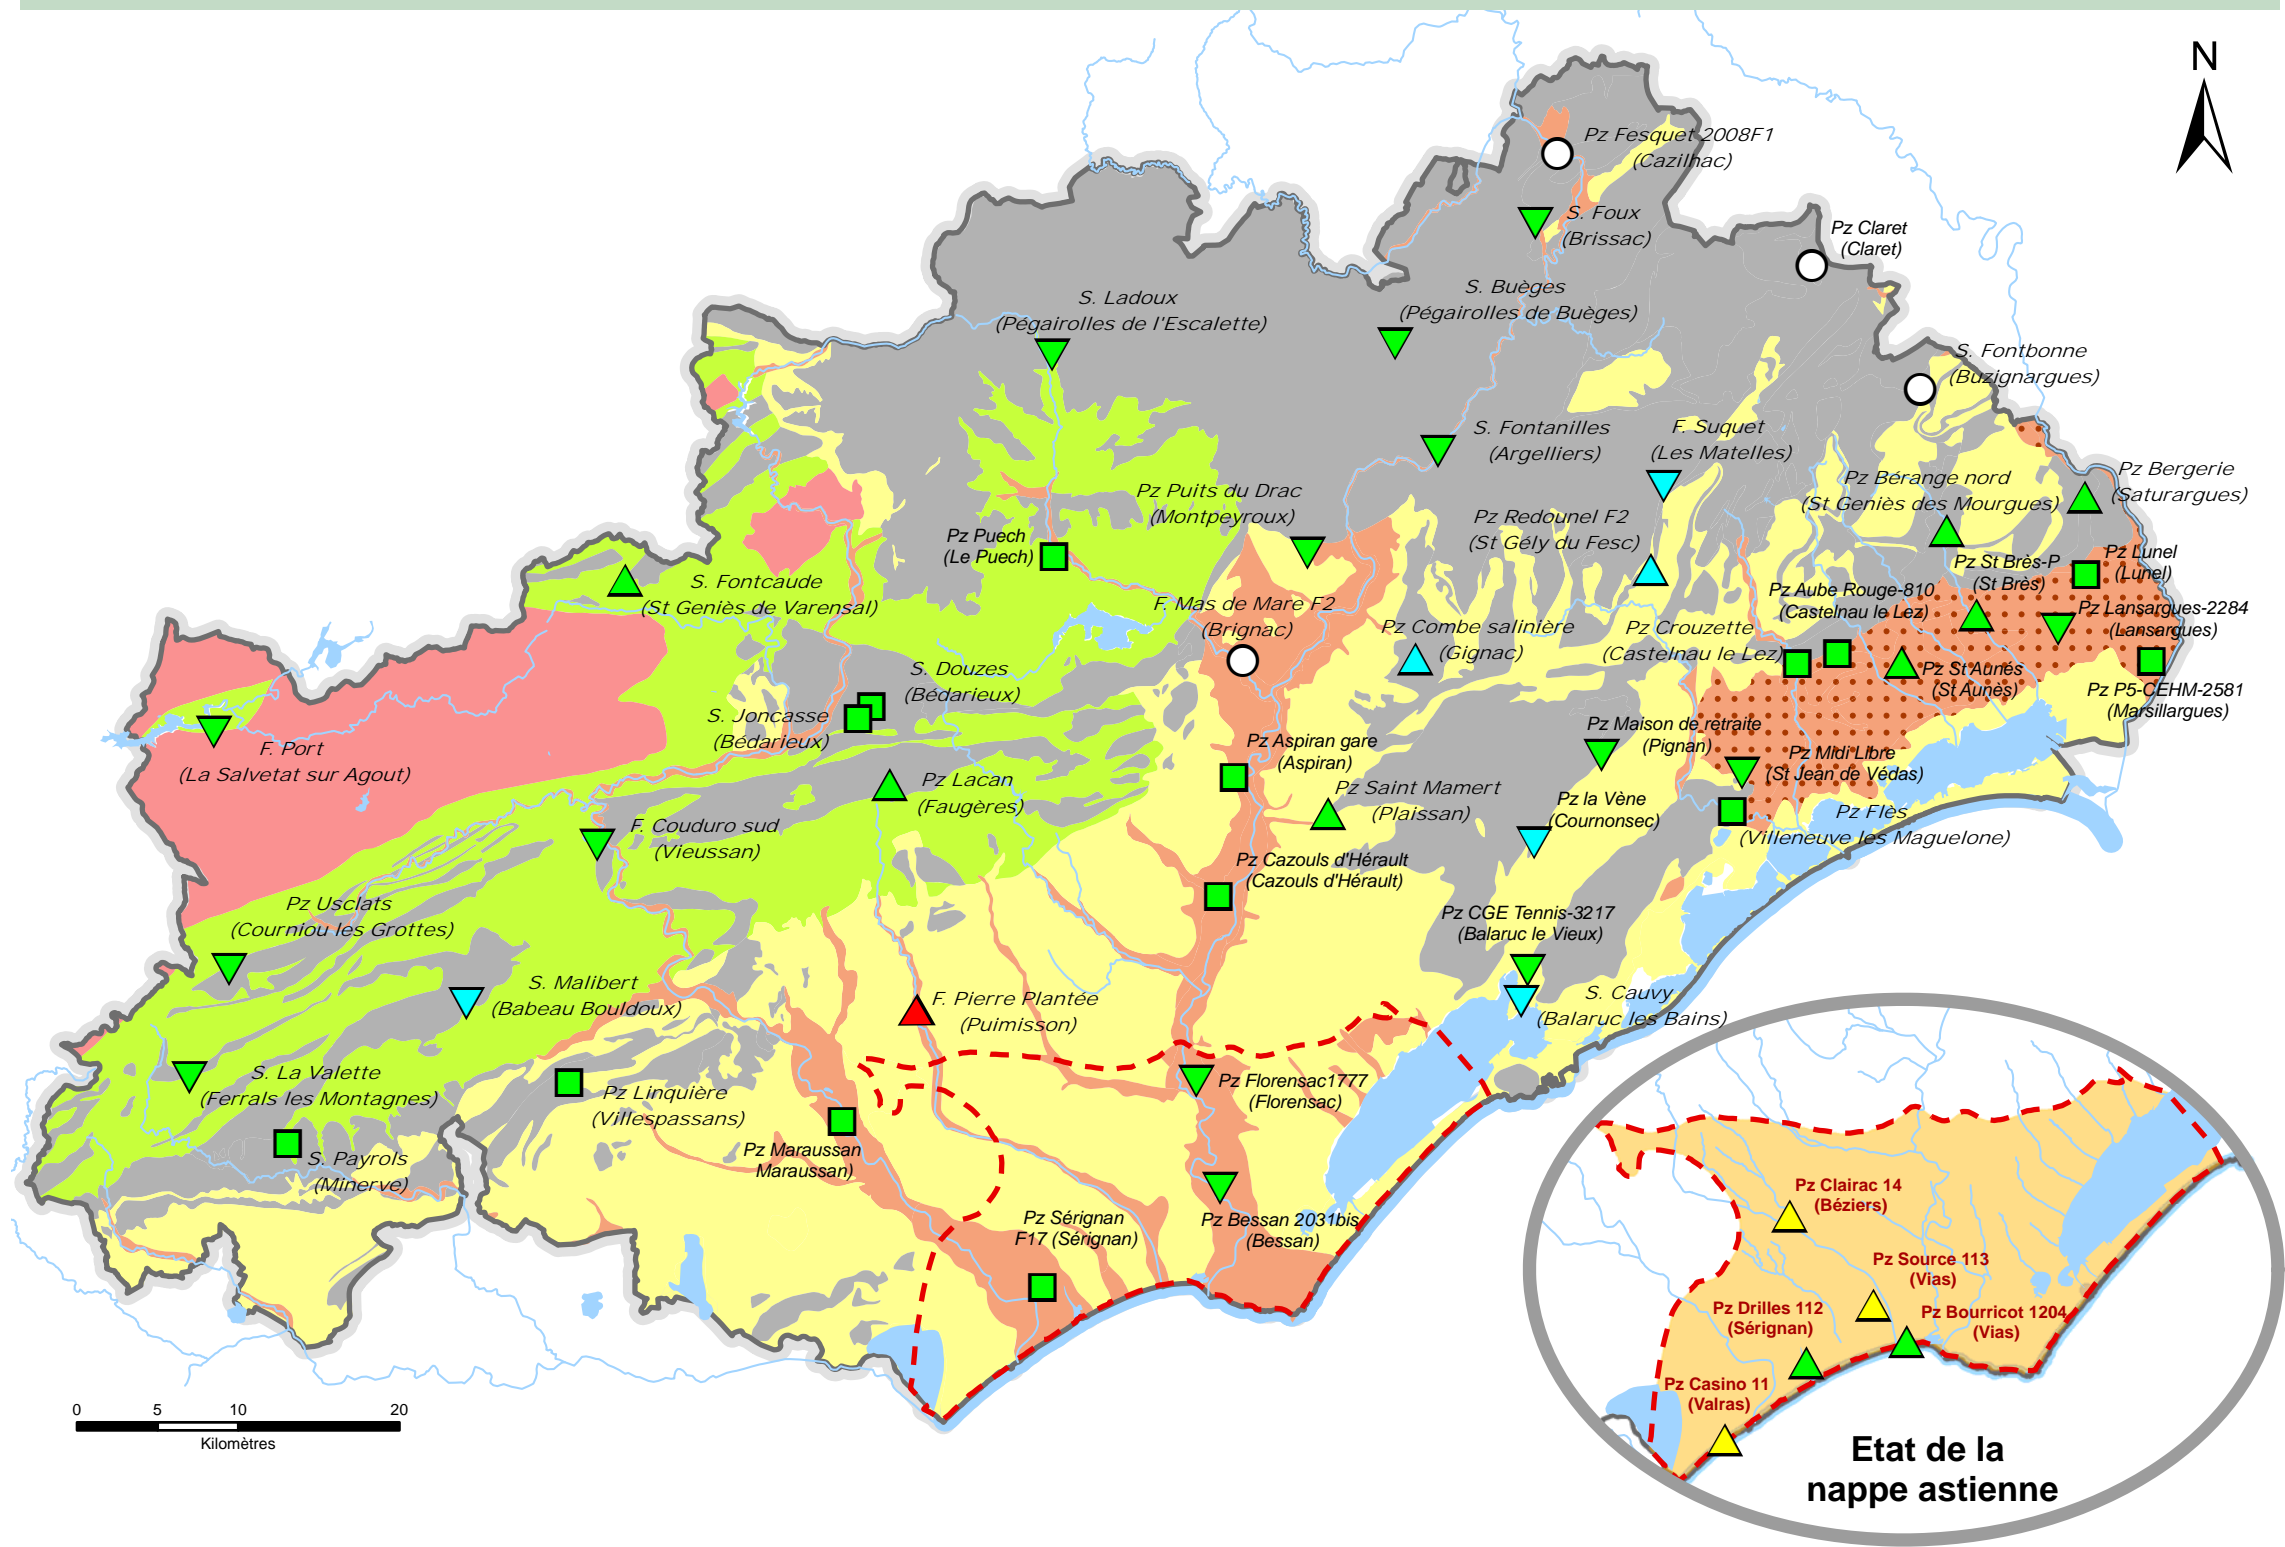 N
Pz Fesquet 2008F1
(Cazilhac)
S. Foux
(Brissac)
Pz Claret
(Claret)
S. Ladoux
(Pégairolles de l'Escalette)
S. Buèges
(Pégairolles de Buèges)
S. Fontbonne
(Buzignargues)
S. Fontanilles
(Argelliers)
F. Suquet
(Les Matelles)
Pz Bérange nord
(St Geniès des Mourgues)
Pz Bergerie
(Saturargues)
Pz Puits du Drac
(Montpeyroux)
Pz Redounel F2
(St Gély du Fesc)
Pz Puech
(Le Puech)
Pz St Brès-P
(St Brès)
Pz Lunel
(Lunel)
S. Fontcaude
(St Geniès de Varensal)
Pz Aube Rouge-810
(Castelnau le Lez)
Pz Lansargues-2284
(Lansargues)
F. Mas de Mare F2
(Brignac)
Pz Combe salinière
(Gignac)
Pz Crouzette
(Castelnau le Lez)
Pz St Aunés
(St Aunès)
Pz P5-CEHM-2581
(Marsillargues)
S. Douzes
(Bédarieux)
S. Joncasse
(Bédarieux)
F. Port
(La Salvetat sur Agout)
Pz Aspiran gare
(Aspiran)
Pz Maison de retraite
(Pignan)
Pz Midi Libre
(St Jean de Védas)
Pz Lacan
(Faugères)
Pz Saint Mamert
(Plaissan)
Pz la Vène
(Cournonsec)
Pz Flès
(Villeneuve les Maguelone)
F. Couduro sud
(Vieussan)
Pz Cazouls d'Hérault
(Cazouls d'Hérault)
Pz Usclats
(Courniou les Grottes)
Pz CGE Tennis-3217
(Balaruc le Vieux)
S. Malibert
(Babeau Bouldoux)
F. Pierre Plantée
(Puimisson)
S. Cauvy
(Balaruc les Bains)
S. La Valette
(Ferrals les Montagnes)
Pz Linquière
(Villespassans)
Pz Florensac1777
(Florensac)
S. Payrols
(Minerve)
Pz Maraussan
Maraussan)
Pz Sérignan
F17 (Sérignan)
Pz Bessan 2031bis
(Bessan)
Pz Clairac 14
(Béziers)
Pz Source 113
(Vias)
Pz Drilles 112
(Sérignan)
Pz Bourricot 1204
(Vias)
Pz Casino 11
(Valras)
Etat de la
nappe astienne
0 5 10 20
Kilomètres